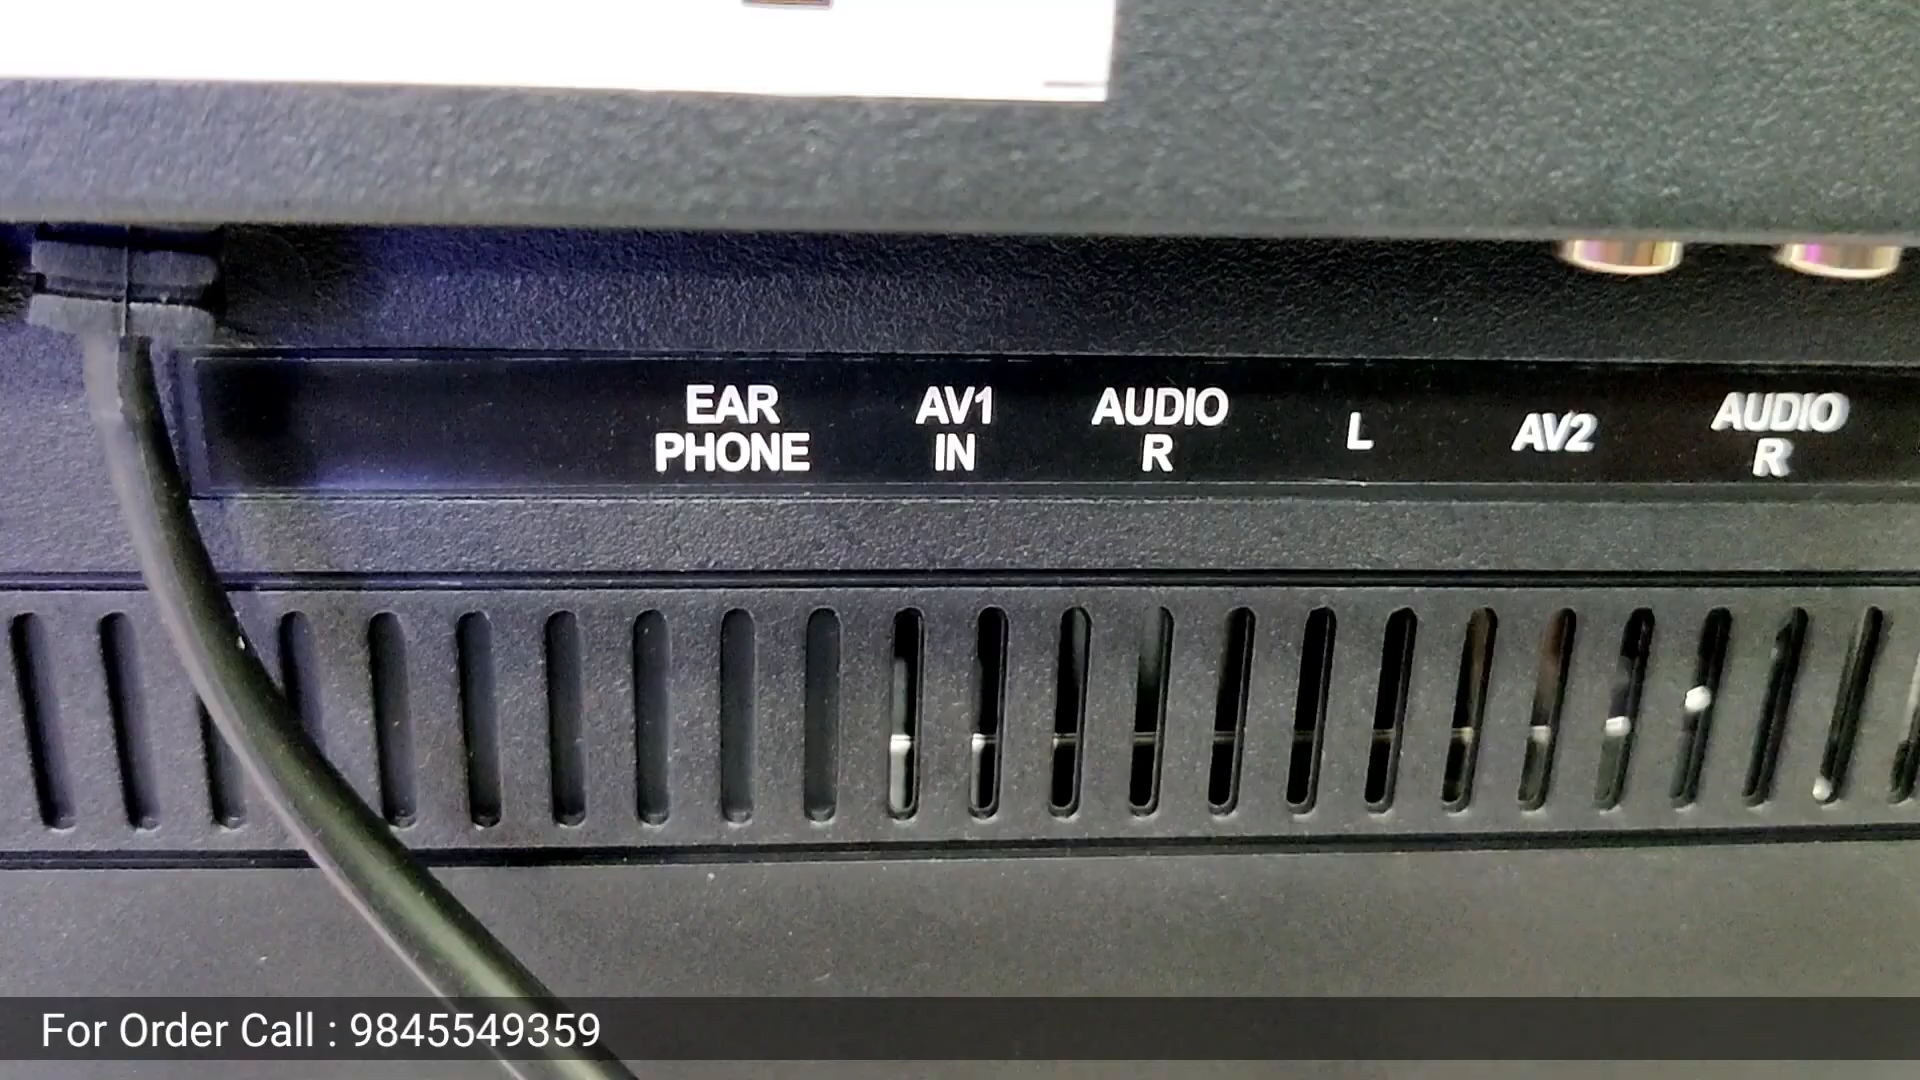 EAR
PHONE
AV1
IN
AUDIO
R
L
AV2
AUDIO
R
For Order Call : 9845549359